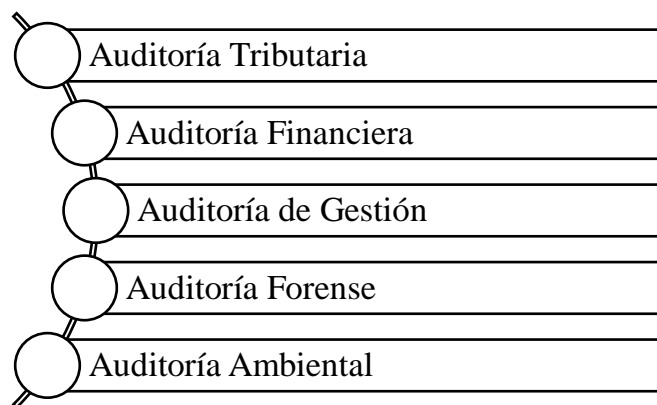 Auditoría Tributaria
Auditoría Financiera
Auditoría de Gestión
Auditoría Forense
Auditoría Ambiental